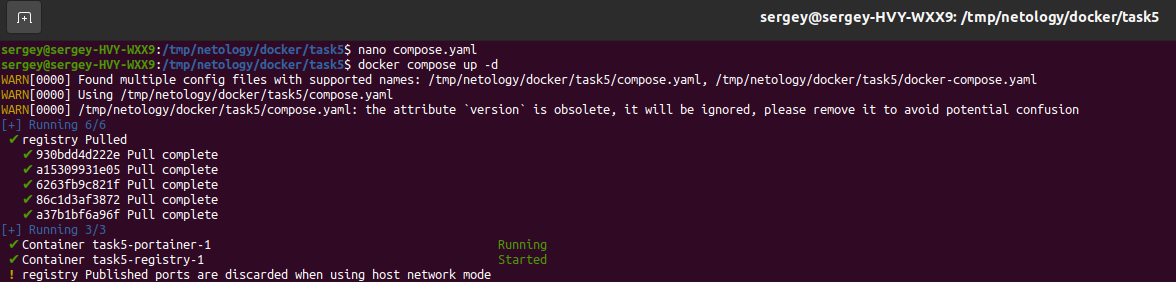 sergey@sergey-HVY-WXX9: /tmp/netology/docker/task5
sergey@sergey-HVY-WXX9:/tmp/netology/docker/task5$ nano compose.yaml
sergey@sergey-HVY-WXX9:/tmp/netology/docker/task5$ docker compose up -d
WARN[0000] Found multiple config files with supported names: /tmp/netology/docker/task5/compose.yaml, /tmp/netology/docker/task5/docker-compose.yaml
WARN[0000] Using /tmp/netology/docker/task5/compose.yaml
WARN[0000] /tmp/netology/docker/task5/compose.yaml: the attribute `version` is obsolete, it will be ignored, please remove it to avoid potential confusion
[+] Running 6/6
✔ registry Pulled
✔ 930bdd4d222e Pull complete
✔ a15309931e05 Pull complete
✔ 6263fb9c821f Pull complete
✔ 86c1d3af3872 Pull complete
✔ a37b1bf6a96f Pull complete
[+] Running 3/3
✔ Container task5-portainer-1 Running
✔ Container task5-registry-1 Started
! registry Published ports are discarded when using host network mode